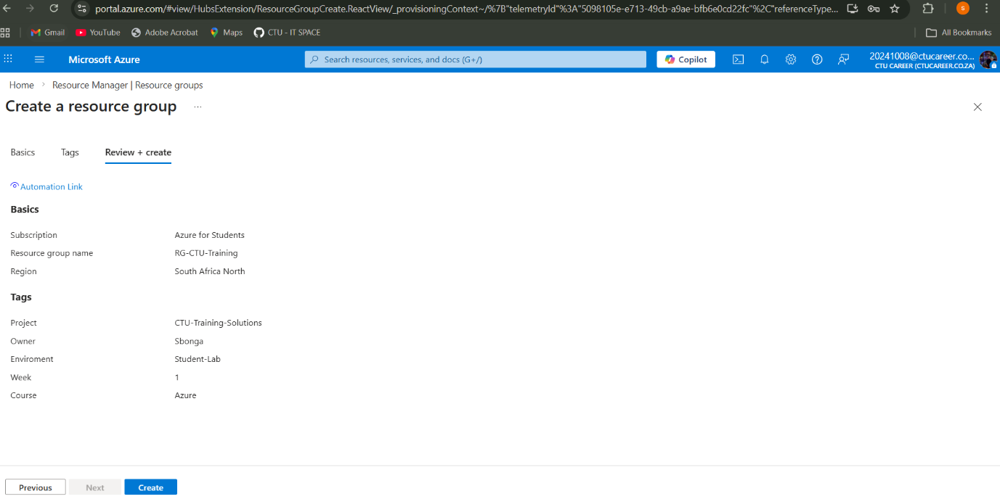 portal.azure.com/#view/HubsExtension/ResourceGroupCreate.ReactView/_provisioningContext~/%7B"telemetryId"%3A"5098105e-e713-49cb-a9ae-bfb6e0cd22fc"%2C"referenceType...
S
Gmail YouTube Adobe Acrobat Maps CTU - IT SPACE All Bookmarks
Microsoft Azure
Search resources, services, and docs (G+/)
Copilot
20241008@ctucareer.co...
CTU CAREER (CTUCAREER.CO.ZA)
Home > Resource Manager | Resource groups
Create a resource group ...
Basics Tags Review + create
Automation Link
Basics
Subscription Azure for Students
Resource group name RG-CTU-Training
Region South Africa North
Tags
Project CTU-Training-Solutions
Owner Sbonga
Enviroment Student-Lab
Week 1
Course Azure
Previous Next Create